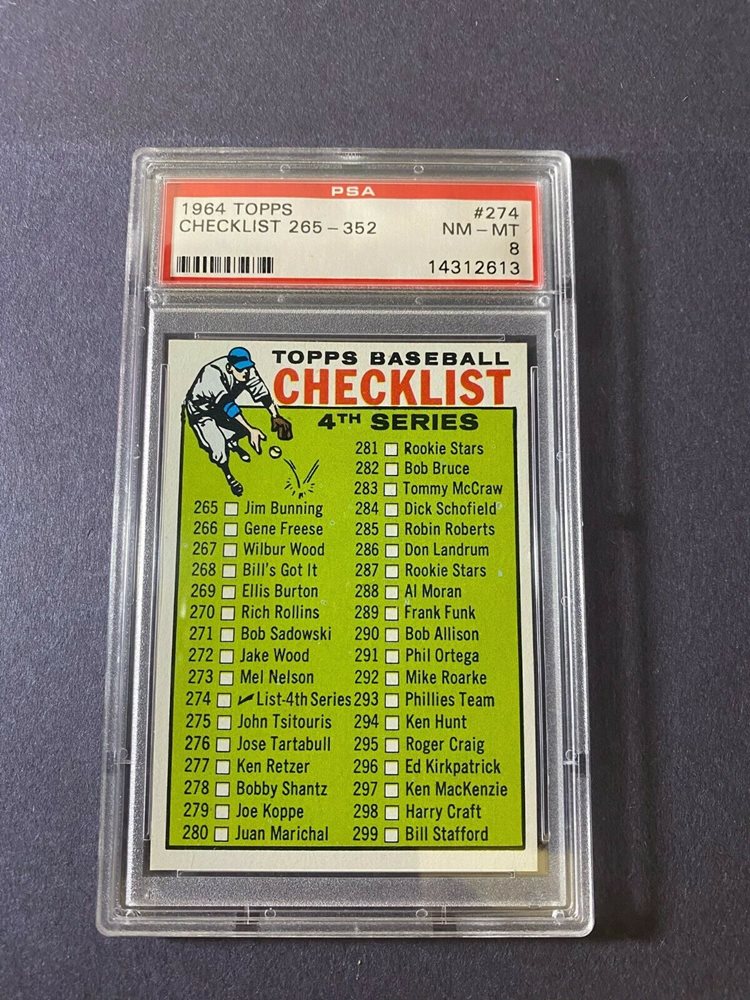 PSA
1964 TOPPS #274
CHECKLIST 265-352 NM-MT
8
14312613
TOPPS BASEBALL
CHECKLIST
4TH SERIES
265 Jim Bunning
266 Gene Freese
267 Wilbur Wood
268 Bill's Got It
269 Ellis Burton
270 Rich Rollins
271 Bob Sadowski
272 Jake Wood
273 Mel Nelson
274 List-4th Series
275 John Tsitouris
276 Jose Tartabull
277 Ken Retzer
278 Bobby Shantz
279 Joe Koppe
280 Juan Marichal
281 Rookie Stars
282 Bob Bruce
283 Tommy McCraw
284 Dick Schofield
285 Robin Roberts
286 Don Landrum
287 Rookie Stars
288 Al Moran
289 Frank Funk
290 Bob Allison
291 Phil Ortega
292 Mike Roarke
293 Phillies Team
294 Ken Hunt
295 Roger Craig
296 Ed Kirkpatrick
297 Ken MacKenzie
298 Harry Craft
299 Bill Stafford